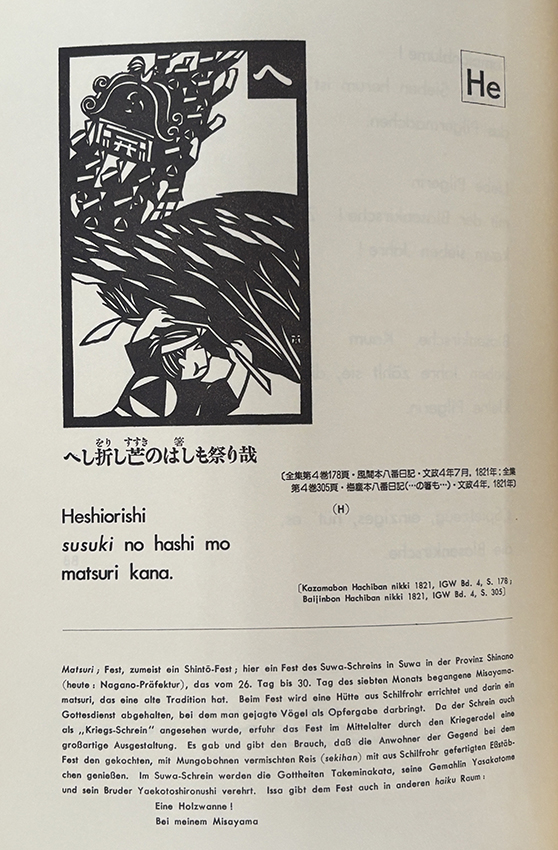 へ
He
をり すすき 箸
へし折し芒のはしも祭り哉
〔全集第4巻178頁・風間本八番日記・文政4年7月, 1821年；全集
第4巻305頁・梅塵本八番日記(…の箸も…)・文政4年, 1821年〕
(H)
Heshiorishi
susuki no hashi mo
matsuri kana.
〔Kazamabon Hachiban nikki 1821, IGW Bd. 4, S. 178;
Baijinbon Hachiban nikki 1821, IGW Bd. 4, S. 305〕
Matsuri; Fest, zumeist ein Shintō-Fest; hier ein Fest des Suwa-Schreins in Suwa in der Provinz Shinano
(heute: Nagano-Präfektur), das vom 26. Tag bis 30. Tag des siebten Monats begangene Misayama-
matsuri, das eine alte Tradition hat. Beim Fest wird eine Hütte aus Schilfrohr errichtet und darin ein
Gottesdienst abgehalten, bei dem man gejagte Vögel als Opfergabe darbringt. Da der Schrein auch
als „Kriegs-Schrein" angesehen wurde, erfuhr das Fest im Mittelalter durch den Kriegeradel eine
großartige Ausgestaltung. Es gab und gibt den Brauch, daß die Anwohner der Gegend bei dem
Fest den gekochten, mit Mungobohnen vermischten Reis (sekihan) mit aus Schilfrohr gefertigten Eßstäb-
chen genießen. Im Suwa-Schrein werden die Gottheiten Takeminakata, seine Gemahlin Yasakatome
und sein Bruder Yaekotoshironushi verehrt. Issa gibt dem Fest auch in anderen haiku Raum:
Eine Holzwanne!
Bei meinem Misayama